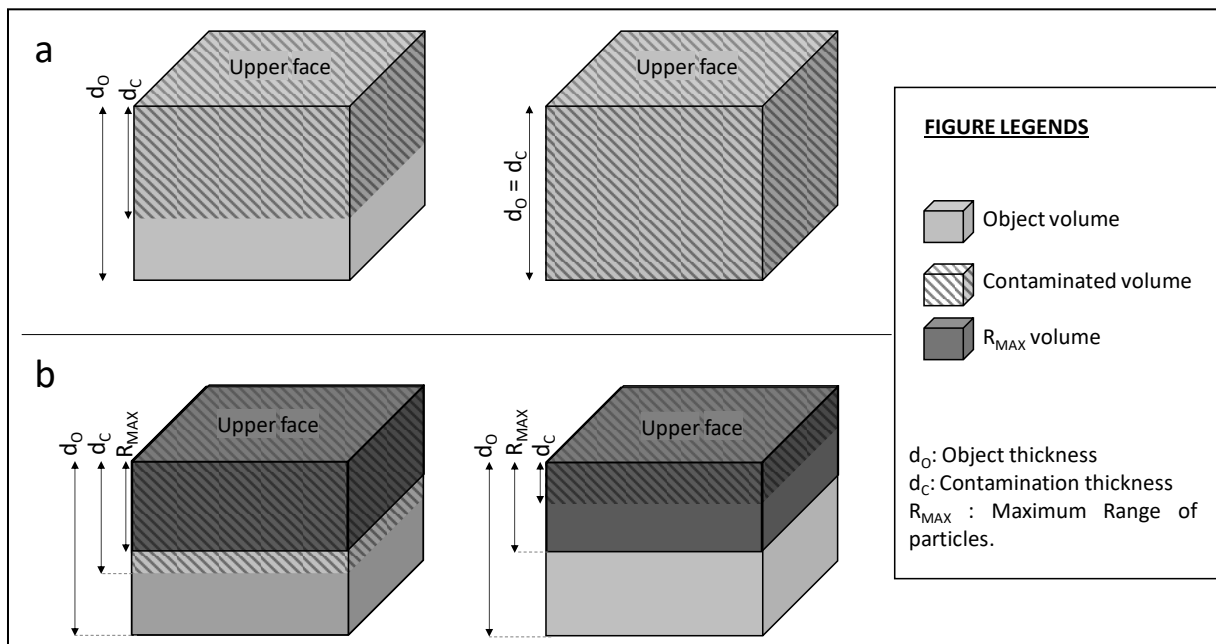 a
Upper face
dO
dC
Upper face
dO = dC
b
Upper face
dO
dC
RMAX
Upper face
dO
RMAX
dC
FIGURE LEGENDS
Object volume
Contaminated volume
RMAX volume
dO: Object thickness
dC: Contamination thickness
RMAX : Maximum Range of
particles.